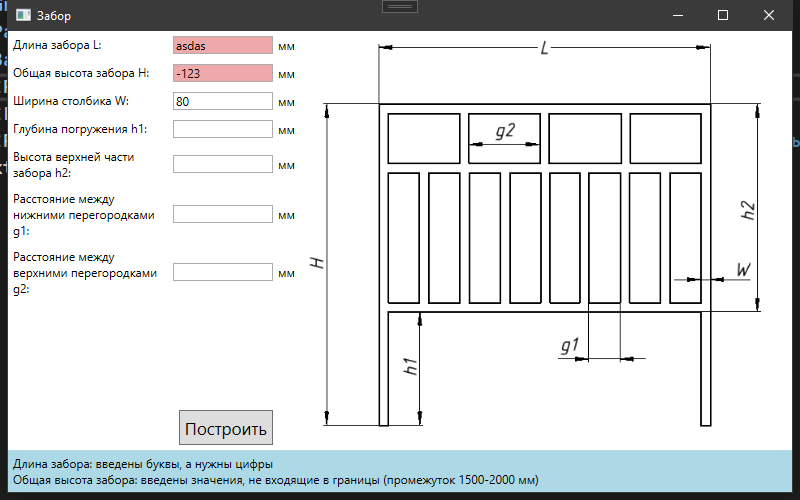 Забор
Длина забора L:
asdas
мм
Общая высота забора H:
-123
мм
Ширина столбика W:
80
мм
Глубина погружения h1:
мм
Высота верхней части
забора h2:
мм
Расстояние между
нижними перегородками
g1:
мм
Расстояние между
верхними перегородками
g2:
мм
Построить
L
g2
H
h2
W
g1
h1
Длина забора: введены буквы, а нужны цифры
Общая высота забора: введены значения, не входящие в границы (промежуток 1500-2000 мм)